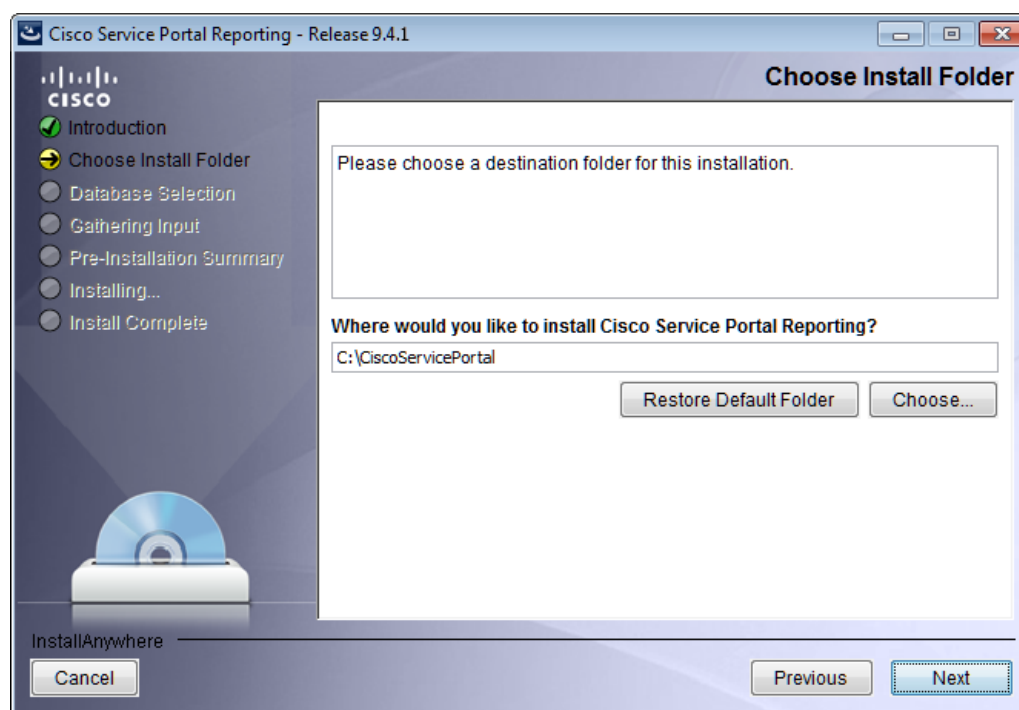 Cisco Service Portal Reporting - Release 9.4.1
CISCO
Choose Install Folder
Introduction
Choose Install Folder
Database Selection
Gathering Input
Pre-Installation Summary
Installing...
Install Complete
Please choose a destination folder for this installation.
Where would you like to install Cisco Service Portal Reporting?
C:\CiscoServicePortal
Restore Default Folder
Choose...
InstallAnywhere
Cancel
Previous
Next